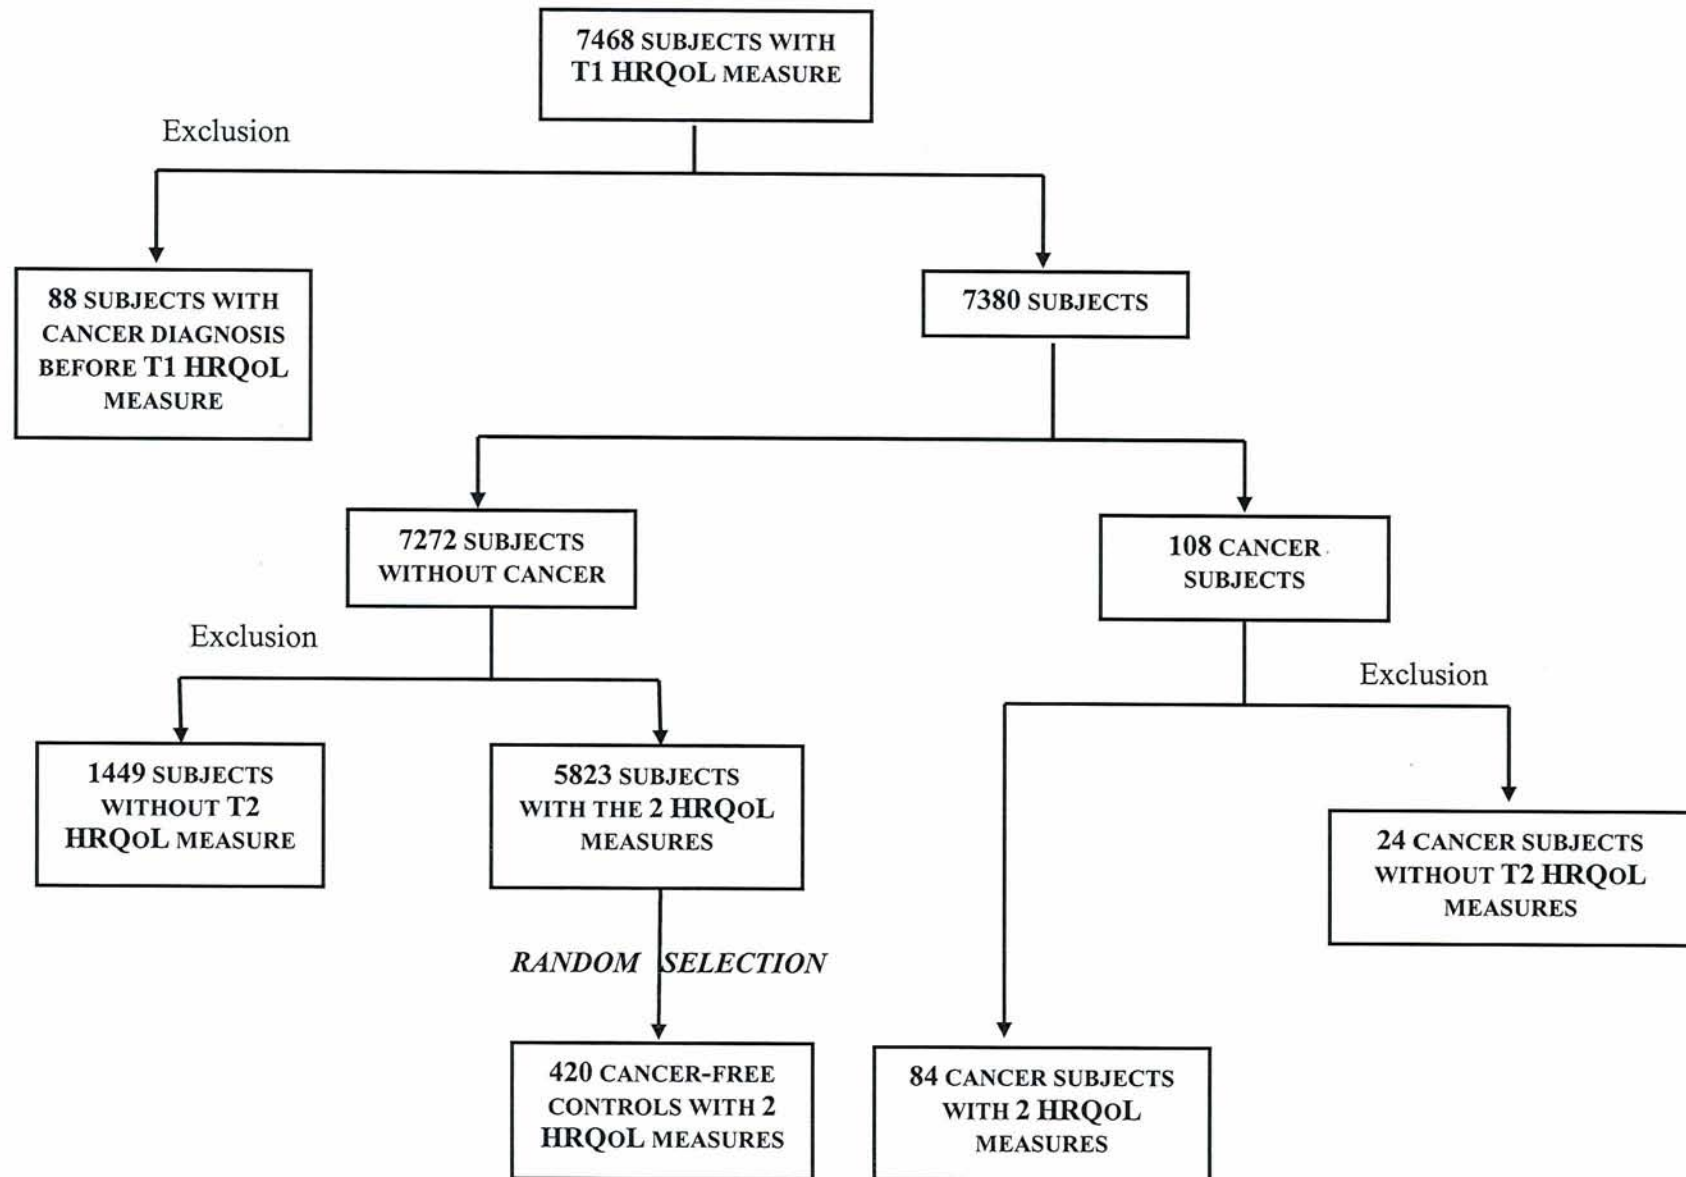 7468 SUBJECTS WITH
T1 HRQOL MEASURE
Exclusion
88 SUBJECTS WITH
CANCER DIAGNOSIS
BEFORE T1 HRQOL
MEASURE
7380 SUBJECTS
7272 SUBJECTS
WITHOUT CANCER
108 CANCER
SUBJECTS
Exclusion
Exclusion
1449 SUBJECTS
WITHOUT T2
HRQOL MEASURE
5823 SUBJECTS
WITH THE 2 HRQOL
MEASURES
24 CANCER SUBJECTS
WITHOUT T2 HRQOL
MEASURES
RANDOM SELECTION
420 CANCER-FREE
CONTROLS WITH 2
HRQOL MEASURES
84 CANCER SUBJECTS
WITH 2 HRQOL
MEASURES